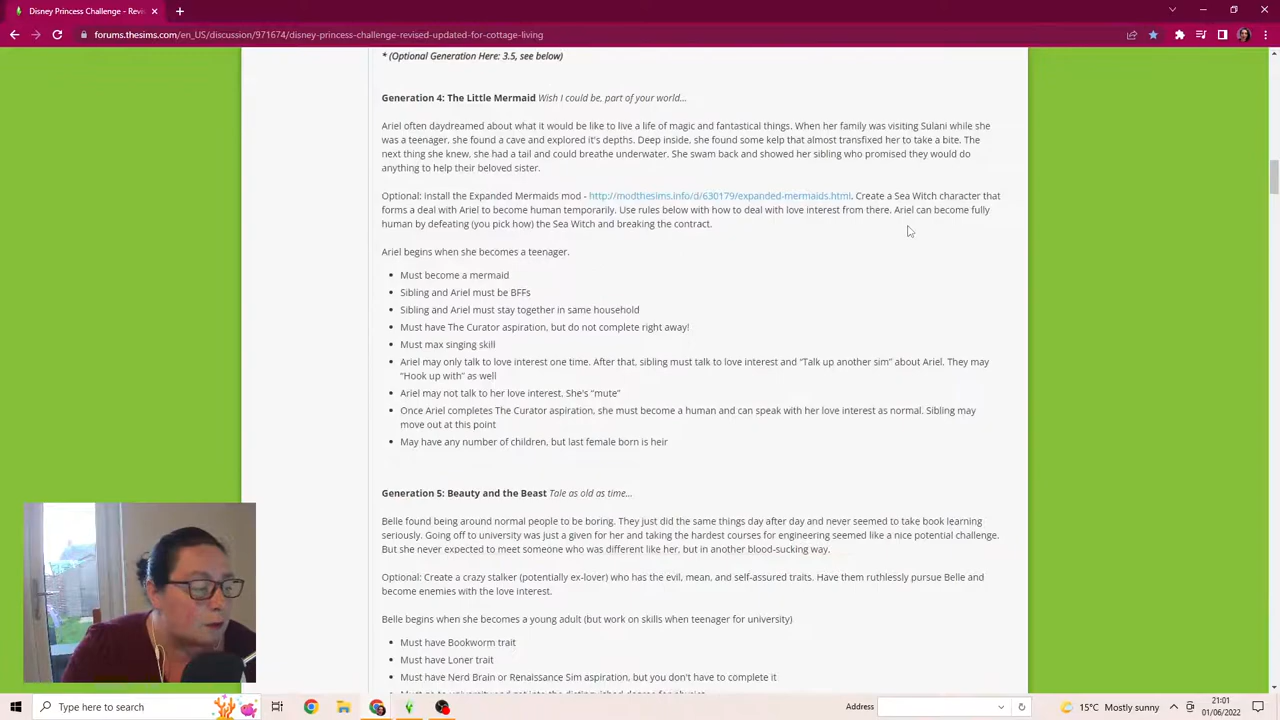 Disney Princess Challenge (Revise
forums.thesims.com/en_US/discussion/971674/disney-princess-challenge-revised-updated-for-cottage-living
* (Optional Generation Here: 3.5, see below)
Generation 4: The Little Mermaid Wish I could be, part of your world...
Ariel often daydreamed about what it would be like to live a life of magic and fantastical things. When her family was visiting Sulani while she
was a teenager, she found a cave and explored it's depths. Deep inside, she found some kelp that almost transfixed her to take a bite. The
next thing she knew, she had a tail and could breathe underwater. She swam back and showed her sibling who promised they would do
anything to help their beloved sister.
Optional: Install the Expanded Mermaids mod - http://modthesims.info/d/630179/expanded-mermaids.html. Create a Sea Witch character that
forms a deal with Ariel to become human temporarily. Use rules below with how to deal with love interest from there. Ariel can become fully
human by defeating (you pick how) the Sea Witch and breaking the contract.
Ariel begins when she becomes a teenager.
• Must become a mermaid
• Sibling and Ariel must be BFFs
• Sibling and Ariel must stay together in same household
• Must have The Curator aspiration, but do not complete right away!
• Must max singing skill
• Ariel may only talk to love interest one time. After that, sibling must talk to love interest and “Talk up another sim” about Ariel. They may
“Hook up with” as well
• Ariel may not talk to her love interest. She's “mute”
• Once Ariel completes The Curator aspiration, she must become a human and can speak with her love interest as normal. Sibling may
move out at this point
• May have any number of children, but last female born is heir
Generation 5: Beauty and the Beast Tale as old as time...
Belle found being around normal people to be boring. They just did the same things day after day and never seemed to take book learning
seriously. Going off to university was just a given for her and taking the hardest courses for engineering seemed like a nice potential challenge.
But she never expected to meet someone who was different like her, but in another blood-sucking way.
Optional: Create a crazy stalker (potentially ex-lover) who has the evil, mean, and self-assured traits. Have them ruthlessly pursue Belle and
become enemies with the love interest.
Belle begins when she becomes a young adult (but work on skills when teenager for university)
• Must have Bookworm trait
• Must have Loner trait
• Must have Nerd Brain or Renaissance Sim aspiration, but you don't have to complete it
Type here to search
Address
15°C Mostly sunny
21:01
01/06/2022